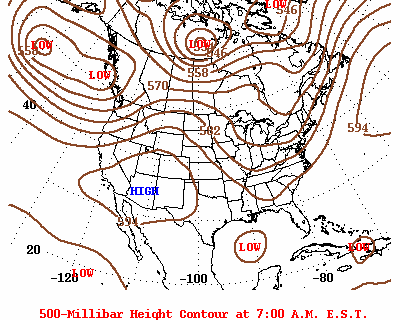 LOW 546
LOW LOW 546
558
LOW 558
570
40
582 594
HIGH
594
20 LOW LOW
-120 LOW -100 -80
500-Millibar Height Contour at 7:00 A.M. E.S.T.